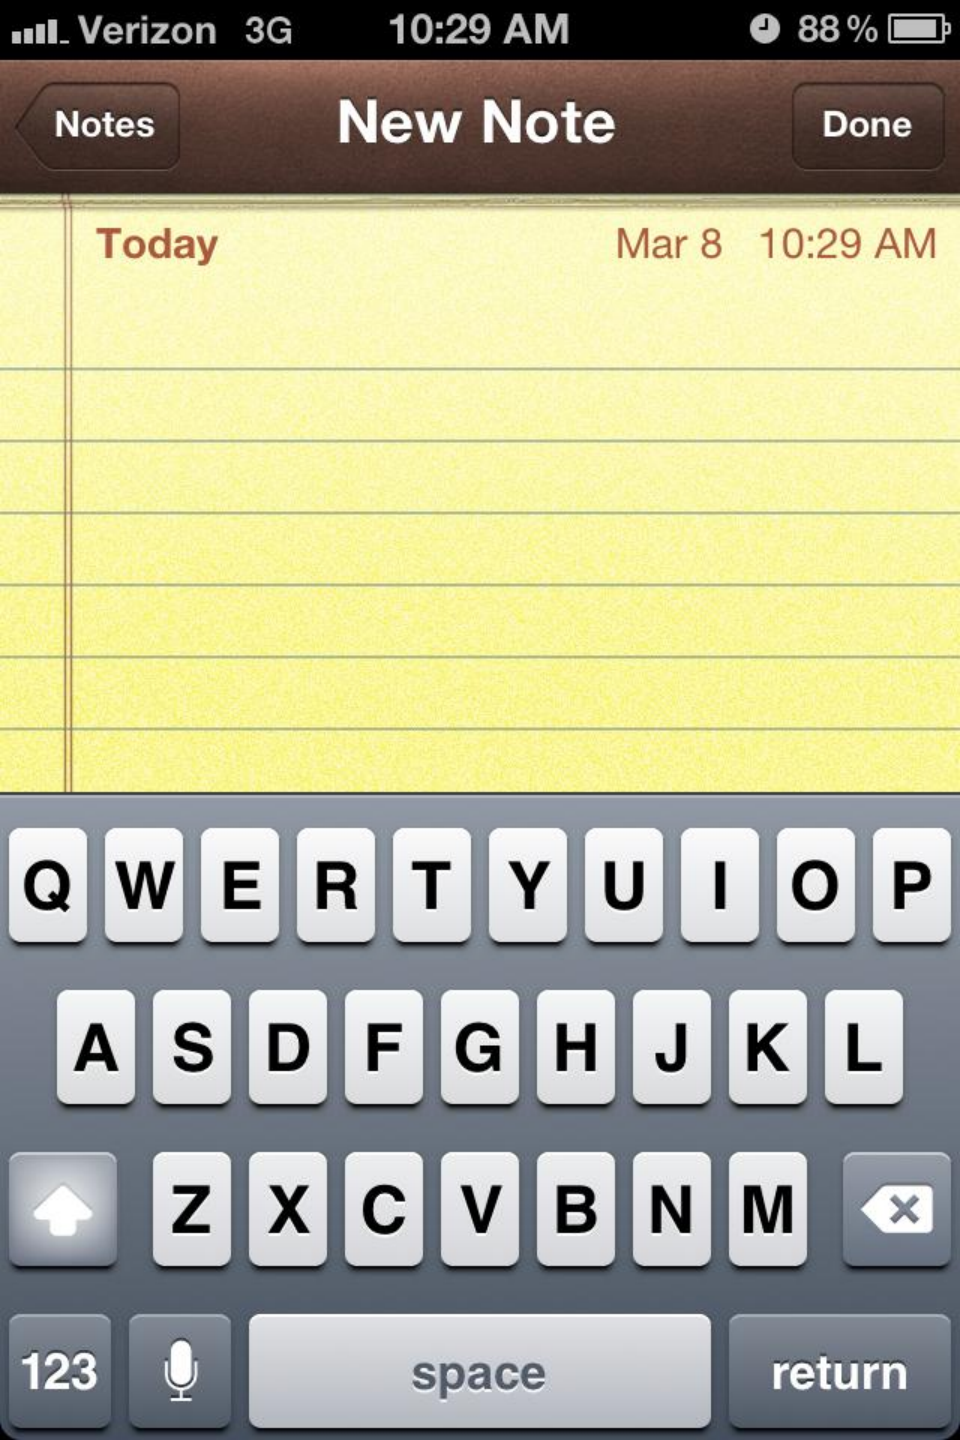 Verizon 3G 10:29 AM 88%
Notes New Note Done
Today Mar 8 10:29 AM
Q W E R T Y U I O P
A S D F G H J K L
Z X C V B N M
123 space return